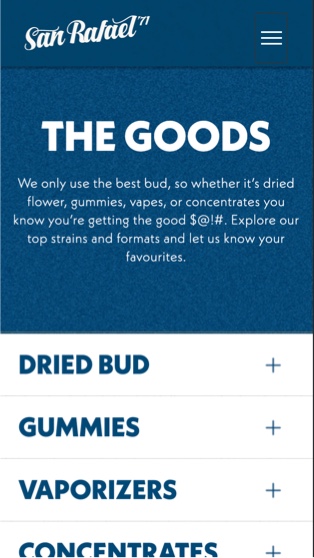 San Rafael '71
THE GOODS
We only use the best bud, so whether it's dried
flower, gummies, vapes, or concentrates you
know you're getting the good $@!#. Explore our
top strains and formats and let us know your
favourites.
DRIED BUD +
GUMMIES +
VAPORIZERS +
CONCENTRATES +